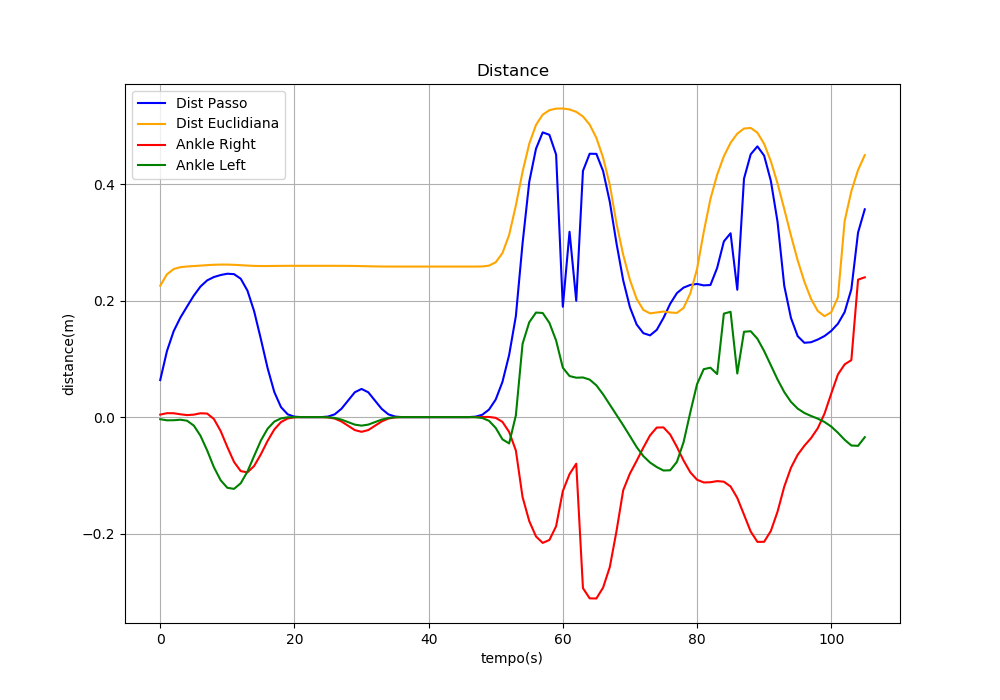 Distance
Dist Passo
Dist Euclidiana
Ankle Right
Ankle Left
distance(m)
0.4
0.2
0.0
−0.2
0 20 40 60 80 100
tempo(s)